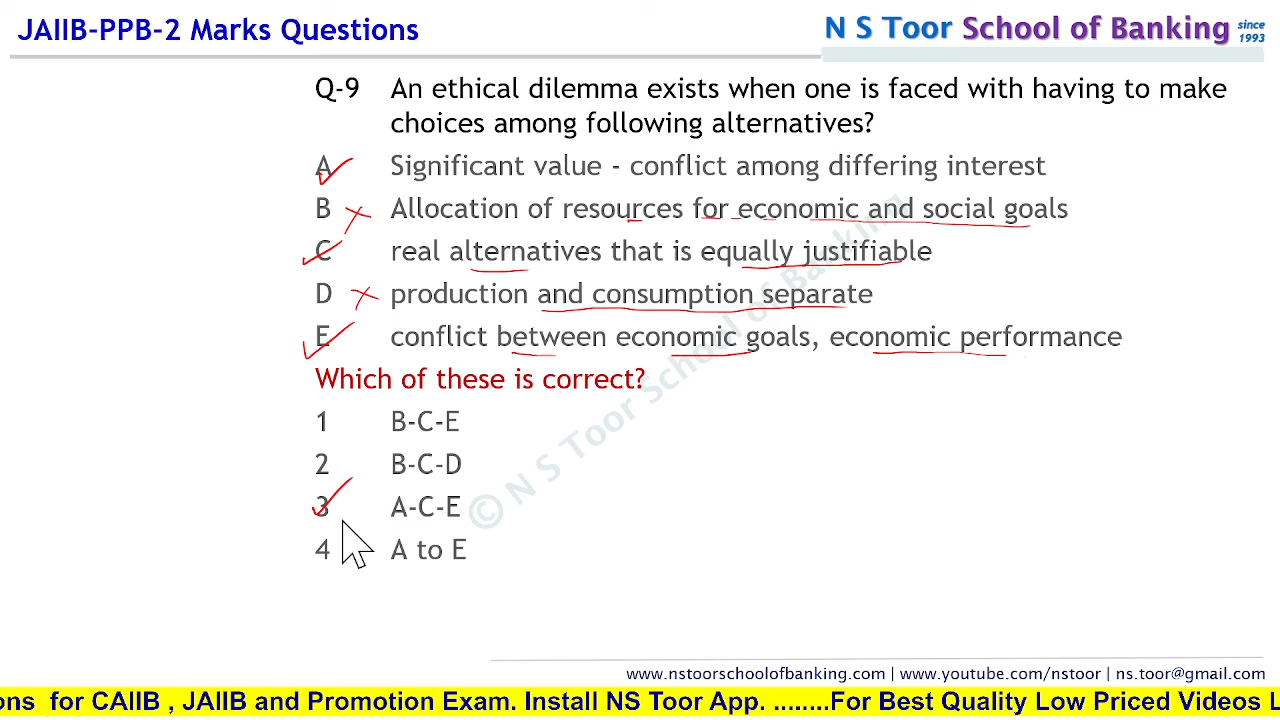 JAIIB-PPB-2 Marks Questions
N S Toor School of Banking since 1993
Q-9 An ethical dilemma exists when one is faced with having to make
choices among following alternatives?
A Significant value - conflict among differing interest
B Allocation of resources for economic and social goals
C real alternatives that is equally justifiable
D production and consumption separate
E conflict between economic goals, economic performance
Which of these is correct?
1 B-C-E
2 B-C-D
3 A-C-E
4 A to E
© N S Toor School of Banking
www.nstoorschoolofbanking.com | www.youtube.com/nstoor | ns.toor@gmail.com
ons for CAIIB , JAIIB and Promotion Exam. Install NS Toor App. ........For Best Quality Low Priced Videos L